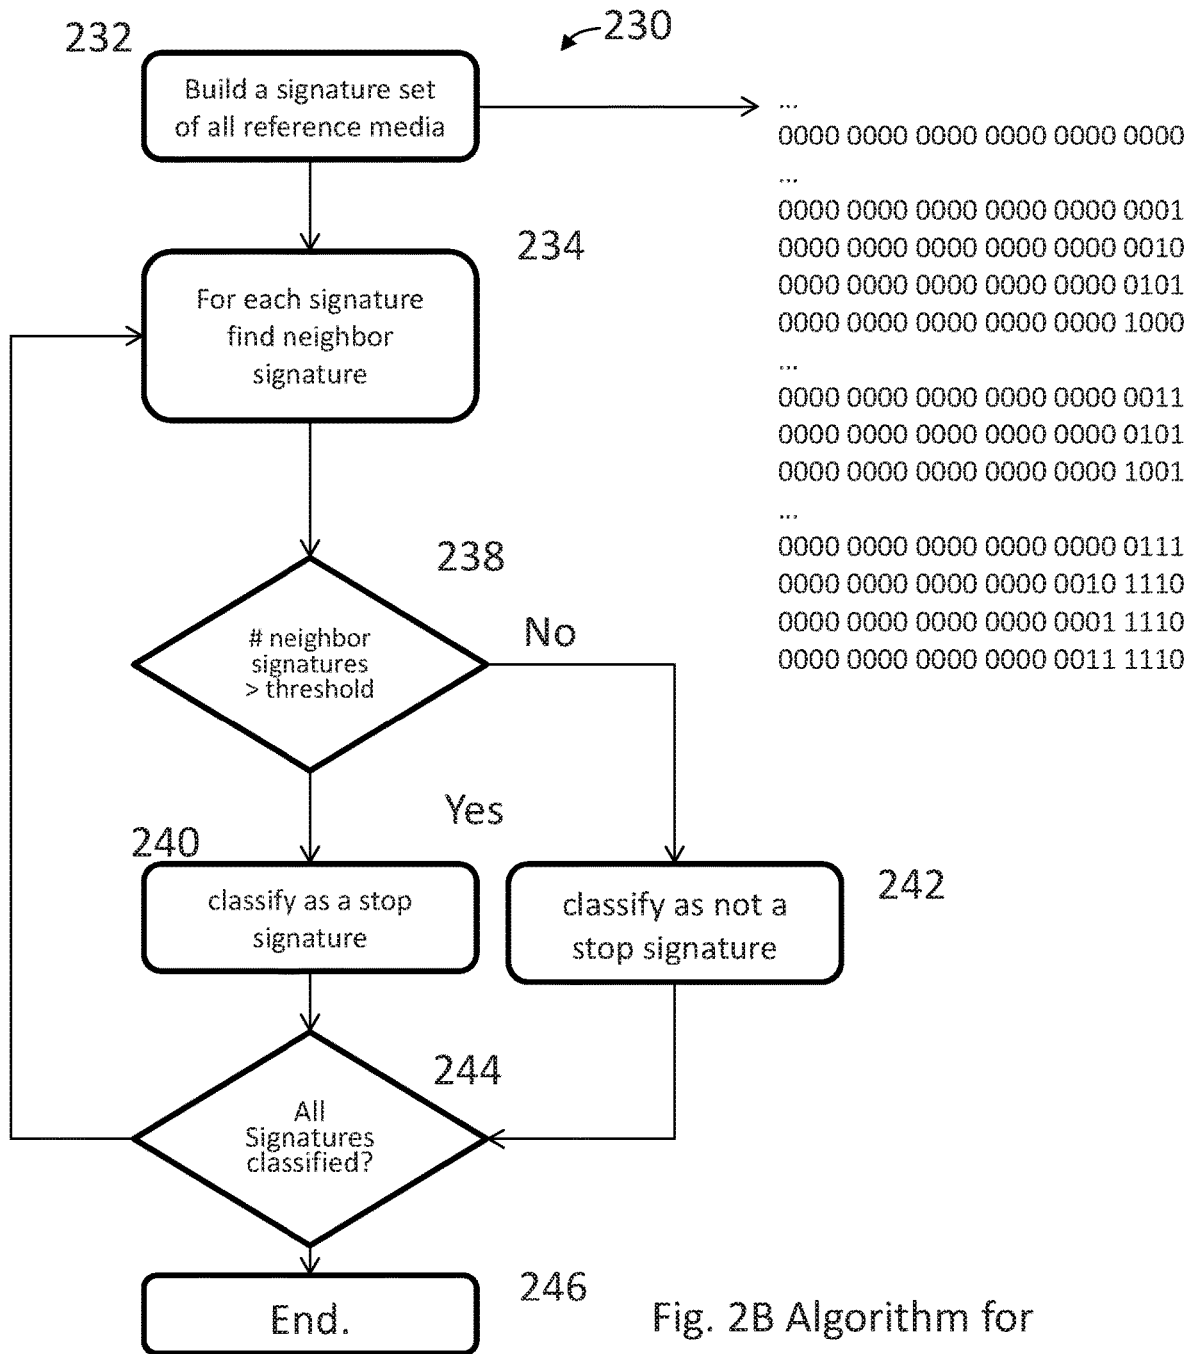 232
230
Build a signature set
of all reference media
...
0000 0000 0000 0000 0000 0000
...
0000 0000 0000 0000 0000 0001
0000 0000 0000 0000 0000 0010
0000 0000 0000 0000 0000 0101
0000 0000 0000 0000 0000 1000
...
0000 0000 0000 0000 0000 0011
0000 0000 0000 0000 0000 0101
0000 0000 0000 0000 0000 1001
...
0000 0000 0000 0000 0000 0111
0000 0000 0000 0000 0010 1110
0000 0000 0000 0000 0001 1110
0000 0000 0000 0000 0011 1110
234
For each signature
find neighbor
signature
238
# neighbor
signatures
> threshold
No
Yes
240
classify as a stop
signature
242
classify as not a
stop signature
244
All
Signatures
classified?
246
End.
Fig. 2B Algorithm for